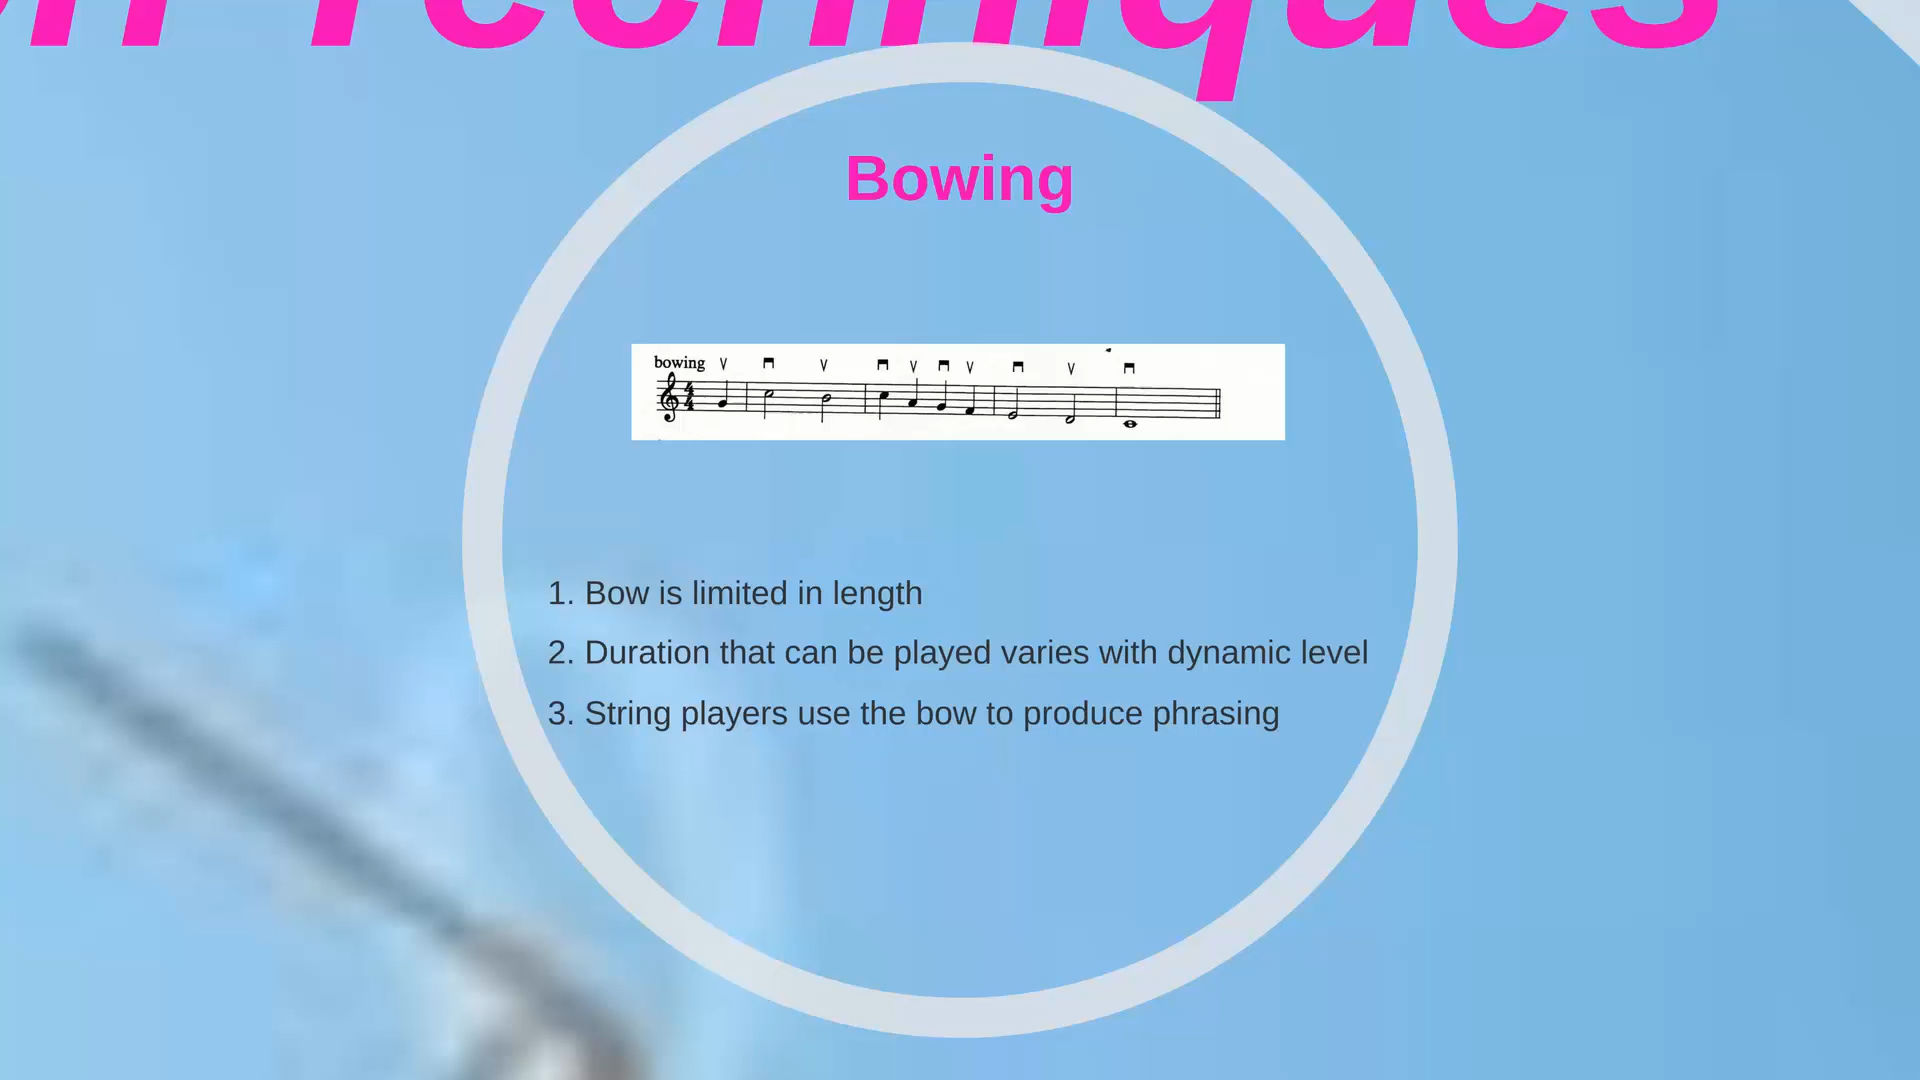 Techniques
Bowing
bowing
1. Bow is limited in length
2. Duration that can be played varies with dynamic level
3. String players use the bow to produce phrasing